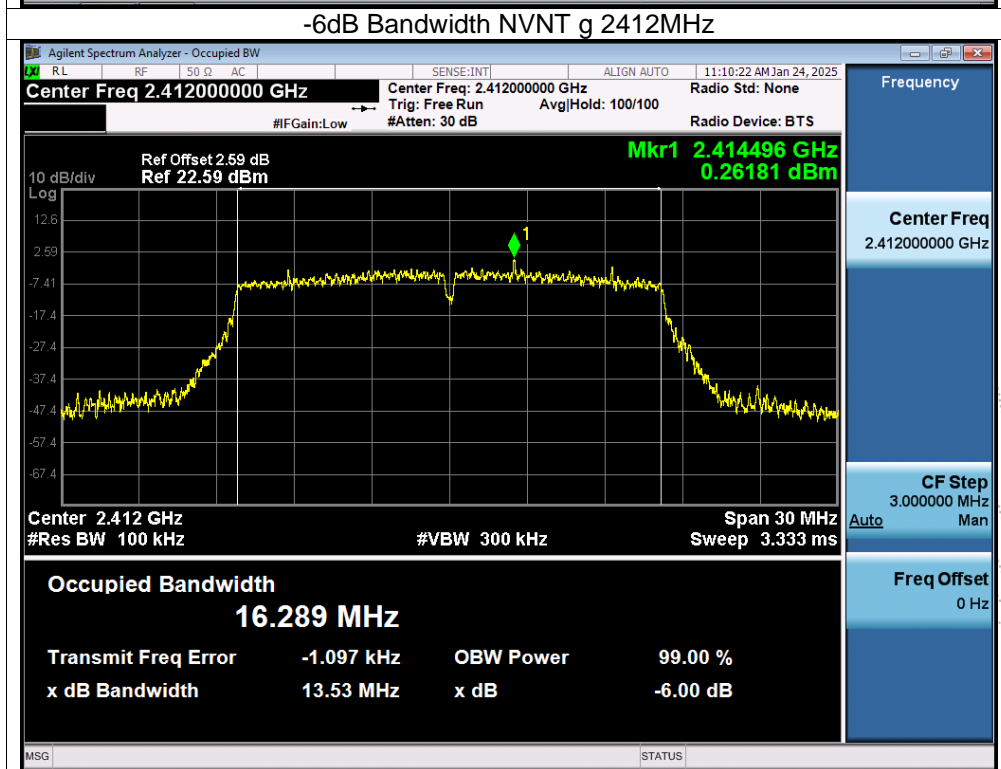 -6dB Bandwidth NVNT g 2412MHz
Agilent Spectrum Analyzer - Occupied BW
LXI RL RF 50 Ω AC SENSE:INT ALIGN AUTO 11:10:22 AM Jan 24, 2025
Center Freq 2.412000000 GHz
Center Freq: 2.412000000 GHz
Radio Std: None
Trig: Free Run Avg|Hold: 100/100
#IFGain:Low
#Atten: 30 dB
Radio Device: BTS
Frequency
Mkr1 2.414496 GHz
0.26181 dBm
Ref Offset 2.59 dB
10 dB/div Ref 22.59 dBm
Log
12.6
2.59
-7.41
-17.4
-27.4
-37.4
-47.4
-57.4
-67.4
1
Center 2.412 GHz
Span 30 MHz
#Res BW 100 kHz
#VBW 300 kHz
Sweep 3.333 ms
Center Freq
2.412000000 GHz
CF Step
3.000000 MHz
Auto Man
Freq Offset
0 Hz
Occupied Bandwidth
16.289 MHz
Transmit Freq Error -1.097 kHz OBW Power 99.00 %
x dB Bandwidth 13.53 MHz x dB -6.00 dB
MSG STATUS